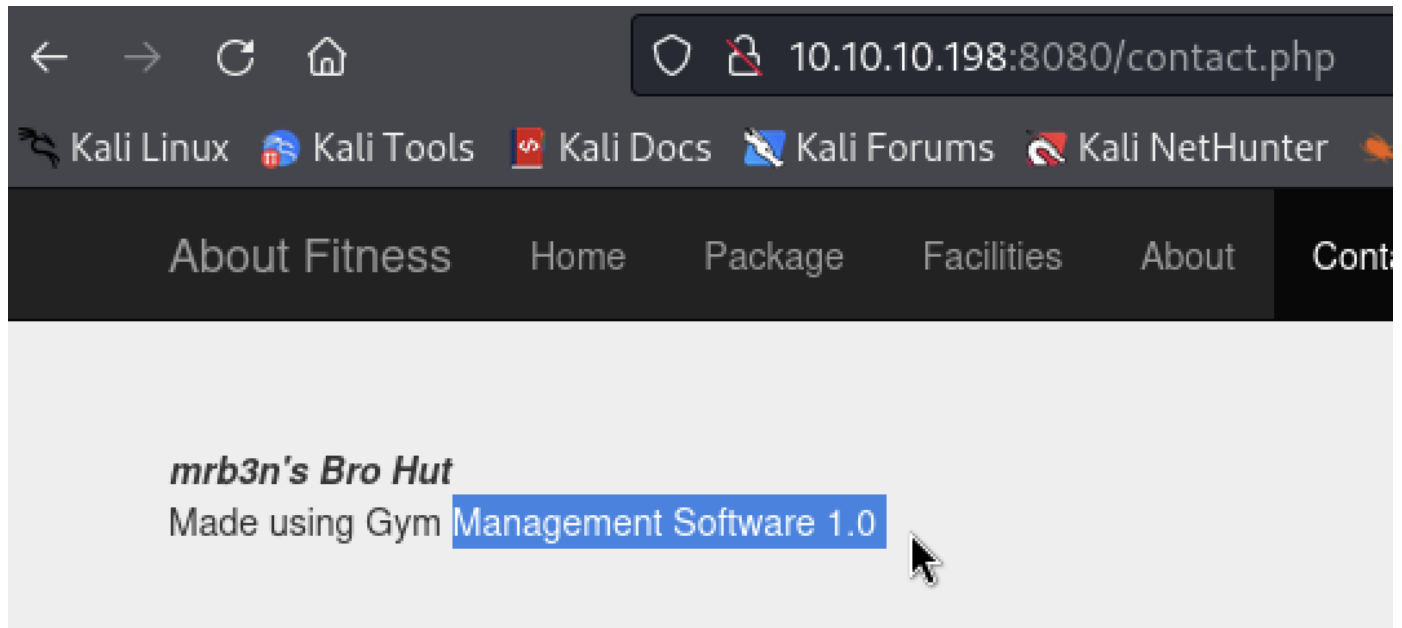 10.10.10.198:8080/contact.php
Kali Linux Kali Tools Kali Docs Kali Forums Kali NetHunter
About Fitness Home Package Facilities About Conta
mrb3n's Bro Hut
Made using Gym Management Software 1.0